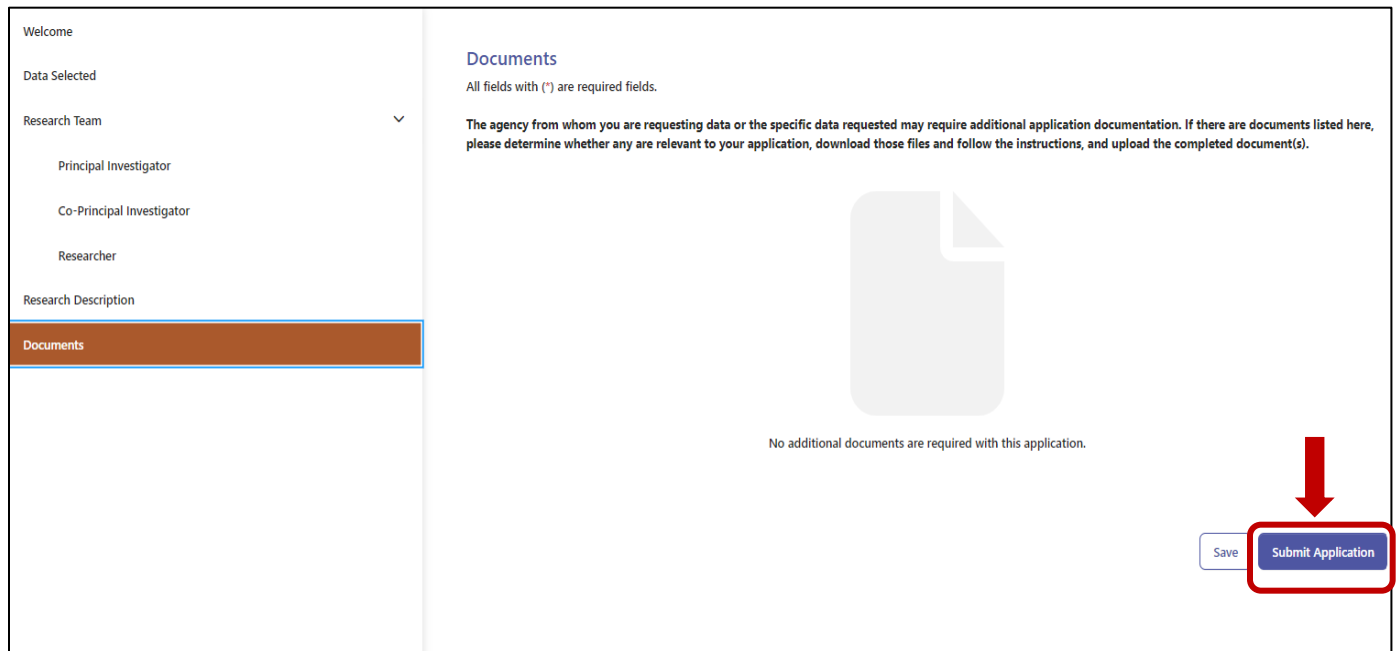 Welcome
Data Selected
Research Team
Principal Investigator
Co-Principal Investigator
Researcher
Research Description
Documents
Documents
All fields with (*) are required fields.
The agency from whom you are requesting data or the specific data requested may require additional application documentation. If there are documents listed here,
please determine whether any are relevant to your application, download those files and follow the instructions, and upload the completed document(s).
No additional documents are required with this application.
Save
Submit Application